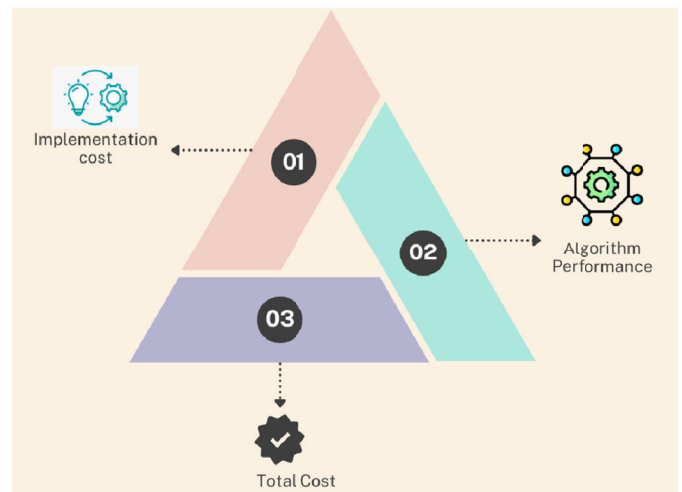 Implementation
cost
01
02
Algorithm
Performance
03
Total Cost